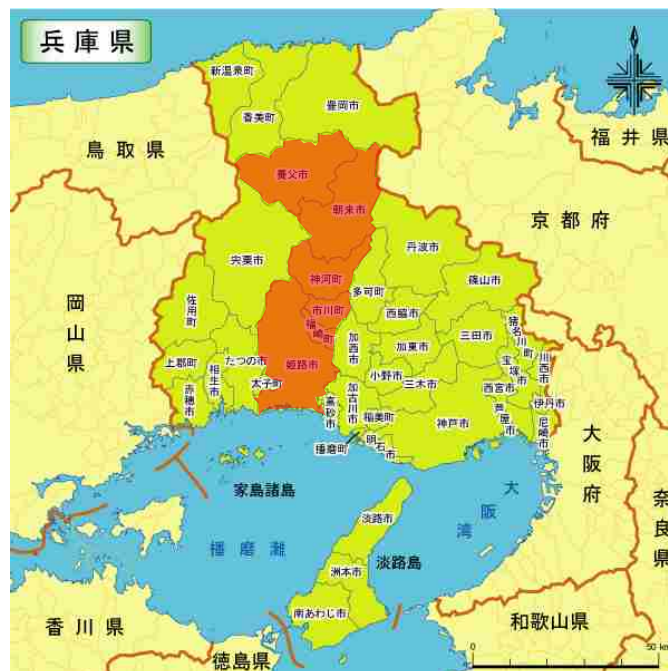 兵庫県
新温泉町
香美町
豊岡市
鳥取県
福井県
養父市
朝来市
京都府
宍粟市
丹波市
神河町
多可町
篠山市
岡山県
佐用町
市川町
福崎町
西脇市
猪名川町
加西市
加東市
三田市
上郡町
相生市
たつの市
姫路市
太子町
宝塚市
川西市
赤穂市
小野市
三木市
西宮市
伊丹市
高砂市
加古川市
稲美町
神戸市
芦屋市
尼崎市
播磨町
明石市
大阪府
家島諸島
大阪湾
奈良県
播磨灘
淡路市
淡路島
洲本市
南あわじ市
香川県
徳島県
和歌山県
0 50 km